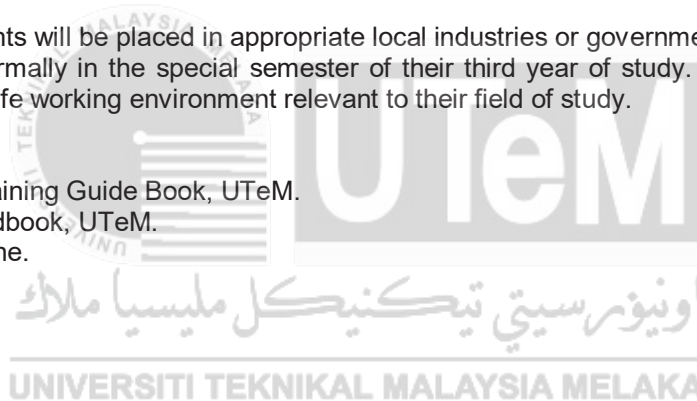 nts will be placed in appropriate local industries or governme
rmally in the special semester of their third year of study.
fe working environment relevant to their field of study.
aining Guide Book, UTeM.
dbook, UTeM.
ne.
UTeM
اونيۏرسيتي تيكنيكل مليسيا ملاك
UNIVERSITI TEKNIKAL MALAYSIA MELAKA